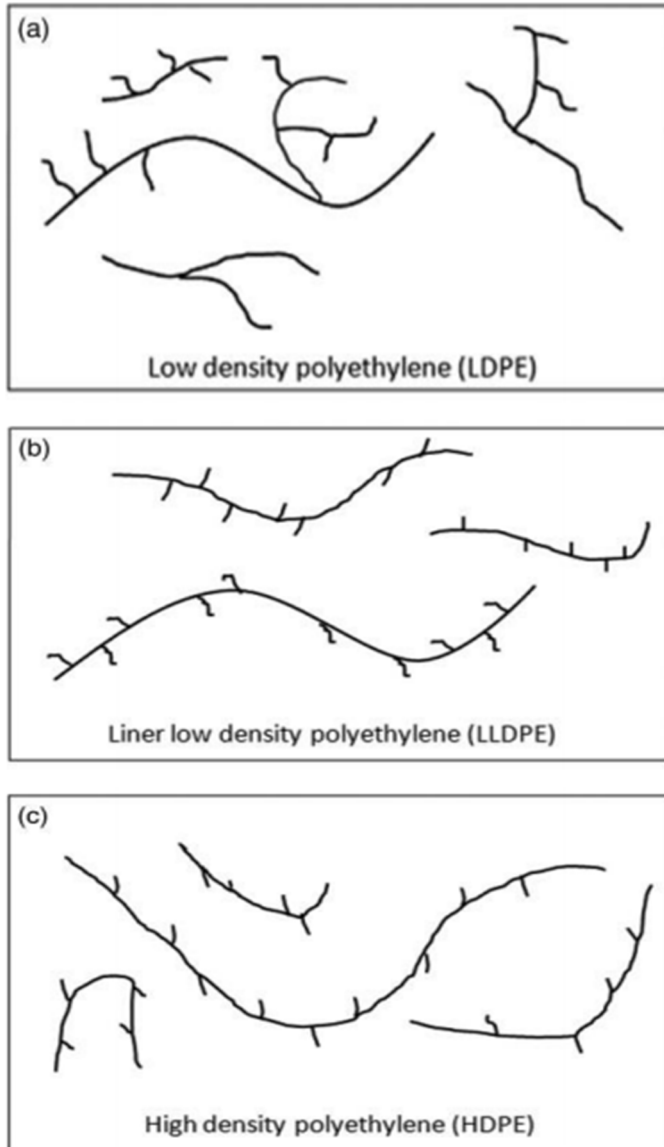 (a)
Low density polyethylene (LDPE)
(b)
Liner low density polyethylene (LLDPE)
(c)
High density polyethylene (HDPE)